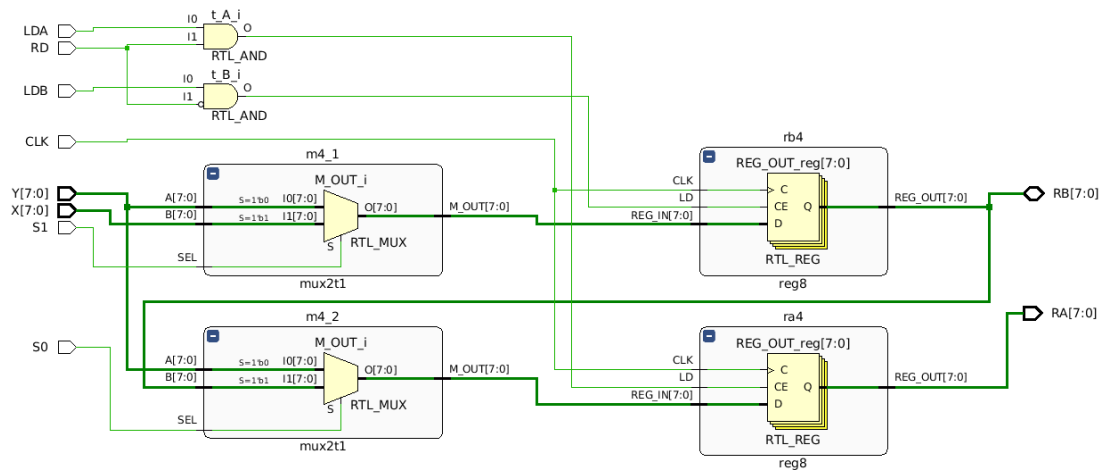 t_A_i
LDA
I0
O
I1
RD
RTL_AND
t_B_i
I0
O
LDB
I1
RTL_AND
CLK
m4_1
rb4
M_OUT_i
REG_OUT_reg[7:0]
Y[7:0]
A[7:0]
S=1'b0
I0[7:0]
O[7:0]
M_OUT[7:0]
X[7:0]
B[7:0]
S=1'b1
I1[7:0]
S1
S
RTL_MUX
SEL
mux2t1
CLK
C
LD
CE
Q
REG_OUT[7:0]
RB[7:0]
REG_IN[7:0]
D
RTL_REG
reg8
m4_2
ra4
M_OUT_i
REG_OUT_reg[7:0]
S0
A[7:0]
S=1'b0
I0[7:0]
O[7:0]
M_OUT[7:0]
B[7:0]
S=1'b1
I1[7:0]
S
RTL_MUX
SEL
mux2t1
CLK
C
LD
CE
Q
REG_OUT[7:0]
RA[7:0]
REG_IN[7:0]
D
RTL_REG
reg8